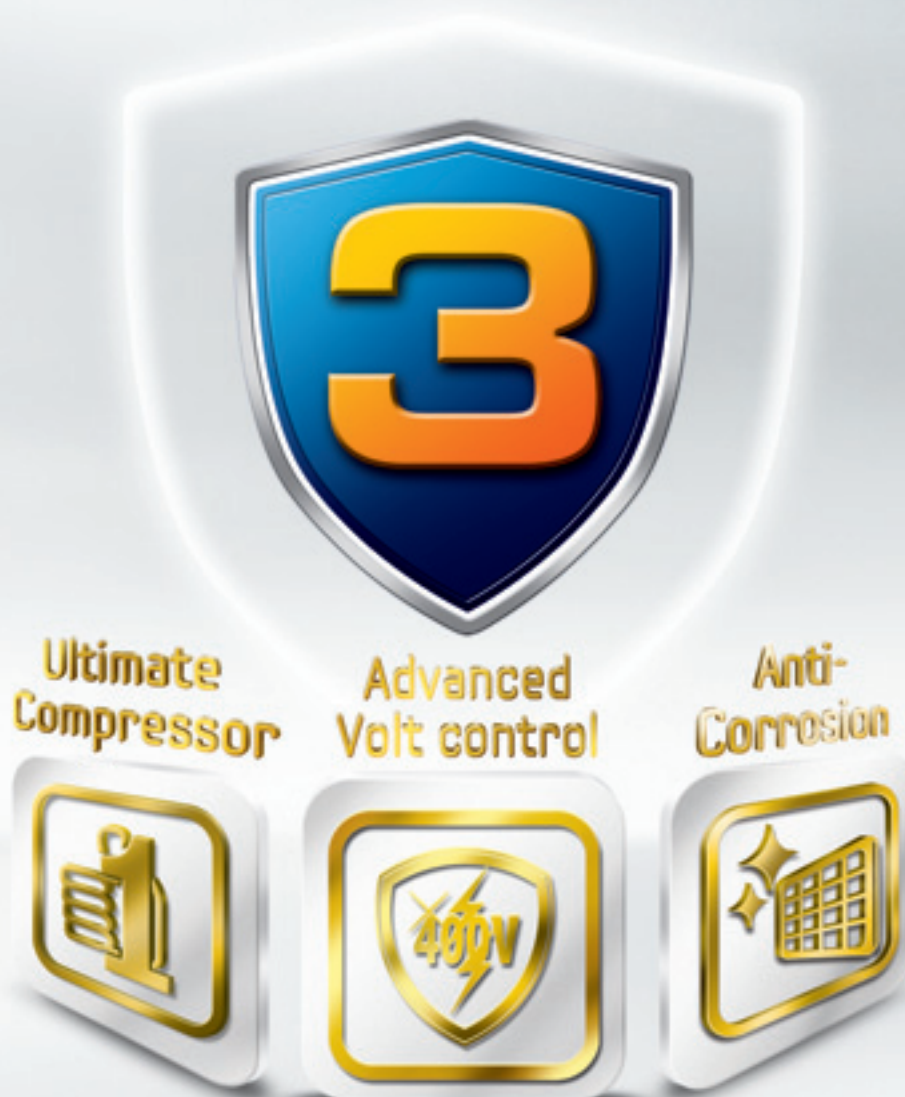 3
Ultimate
Compressor
Advanced
Volt control
Anti-
Corrosion
400V